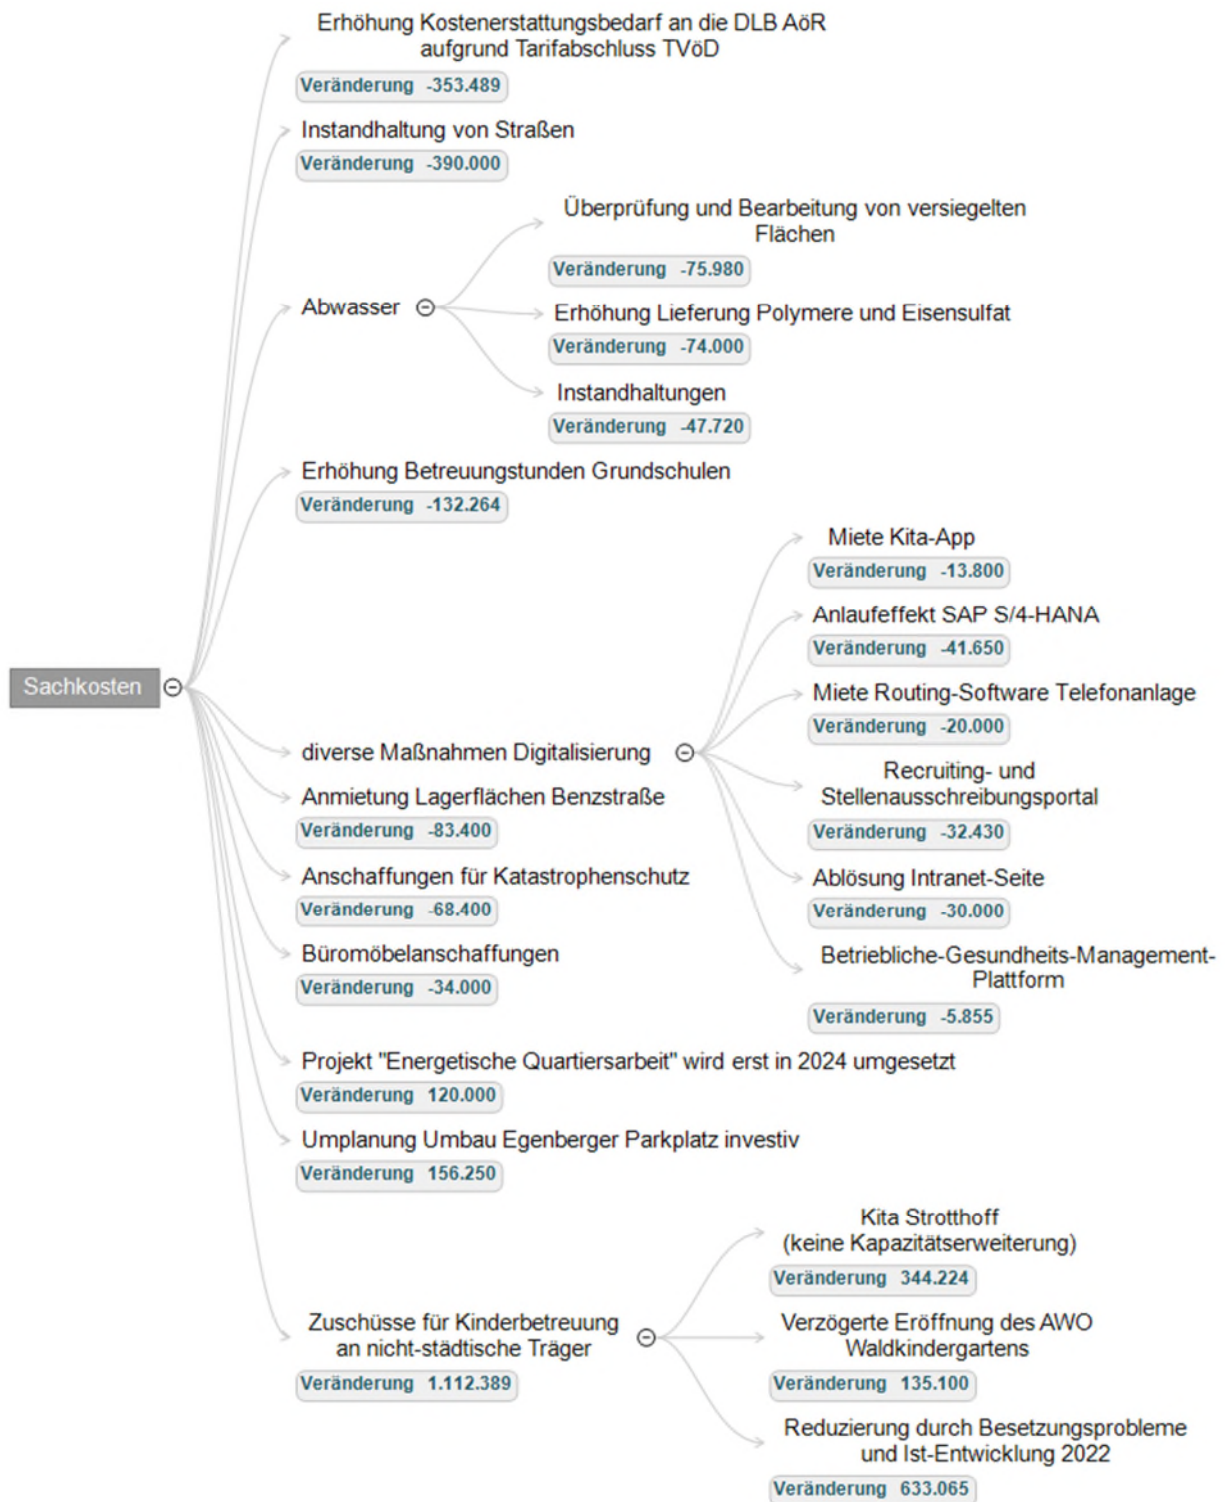 Erhöhung Kostenerstattungsbedarf an die DLB AöR
aufgrund Tarifabschluss TVöD
Veränderung -353.489
Instandhaltung von Straßen
Veränderung -390.000
Überprüfung und Bearbeitung von versiegelten
Flächen
Veränderung -75.980
Abwasser
Erhöhung Lieferung Polymere und Eisensulfat
Veränderung -74.000
Instandhaltungen
Veränderung -47.720
Erhöhung Betreuungstunden Grundschulen
Veränderung -132.264
Miete Kita-App
Veränderung -13.800
Anlaufeffekt SAP S/4-HANA
Veränderung -41.650
Sachkosten
Miete Routing-Software Telefonanlage
Veränderung -20.000
diverse Maßnahmen Digitalisierung
Recruiting- und
Stellenausschreibungsportal
Veränderung -32.430
Anmietung Lagerflächen Benzstraße
Veränderung -83.400
Ablösung Intranet-Seite
Veränderung -30.000
Anschaffungen für Katastrophenschutz
Veränderung -68.400
Büromöbelanschaffungen
Veränderung -34.000
Betriebliche-Gesundheits-Management-
Plattform
Veränderung -5.855
Projekt "Energetische Quartiersarbeit" wird erst in 2024 umgesetzt
Veränderung 120.000
Umplanung Umbau Egenberger Parkplatz investiv
Veränderung 156.250
Kita Strotthoff
(keine Kapazitätserweiterung)
Veränderung 344.224
Zuschüsse für Kinderbetreuung
an nicht-städtische Träger
Veränderung 1.112.389
Verzögerte Eröffnung des AWO
Waldkindergartens
Veränderung 135.100
Reduzierung durch Besetzungsprobleme
und Ist-Entwicklung 2022
Veränderung 633.065